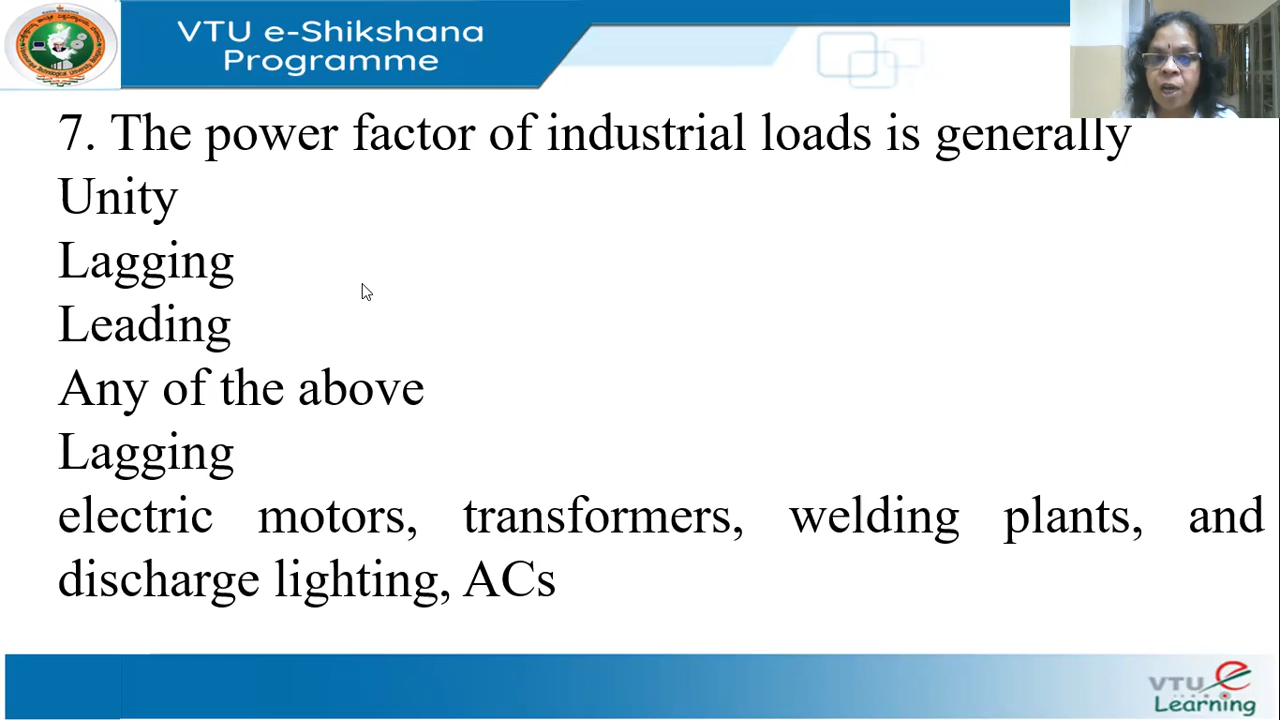 VTU e-Shikshana
Programme
7. The power factor of industrial loads is generally
Unity
Lagging
Leading
Any of the above
Lagging
electric motors, transformers, welding plants, and
discharge lighting, ACs
VTU e
Learning